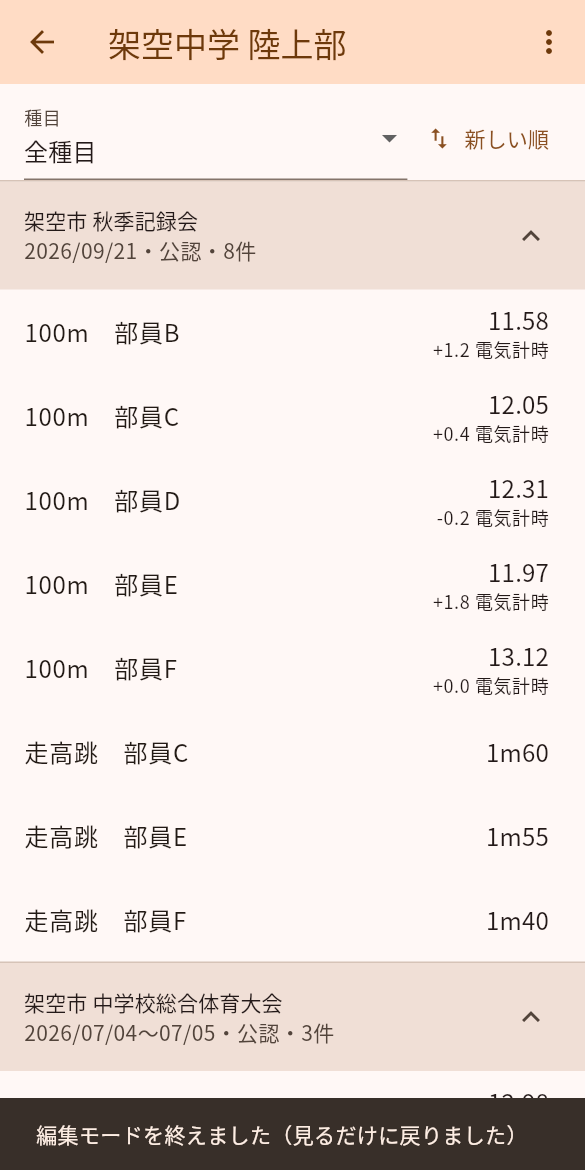 架空中学 陸上部
種目
全種目
新しい順
架空市 秋季記録会
2026/09/21・公認・8件
100m 部員B
11.58
+1.2 電気計時
100m 部員C
12.05
+0.4 電気計時
100m 部員D
12.31
-0.2 電気計時
100m 部員E
11.97
+1.8 電気計時
100m 部員F
13.12
+0.0 電気計時
走高跳 部員C
1m60
走高跳 部員E
1m55
走高跳 部員F
1m40
架空市 中学校総合体育大会
2026/07/04〜07/05・公認・3件
編集モードを終えました（見るだけに戻りました）